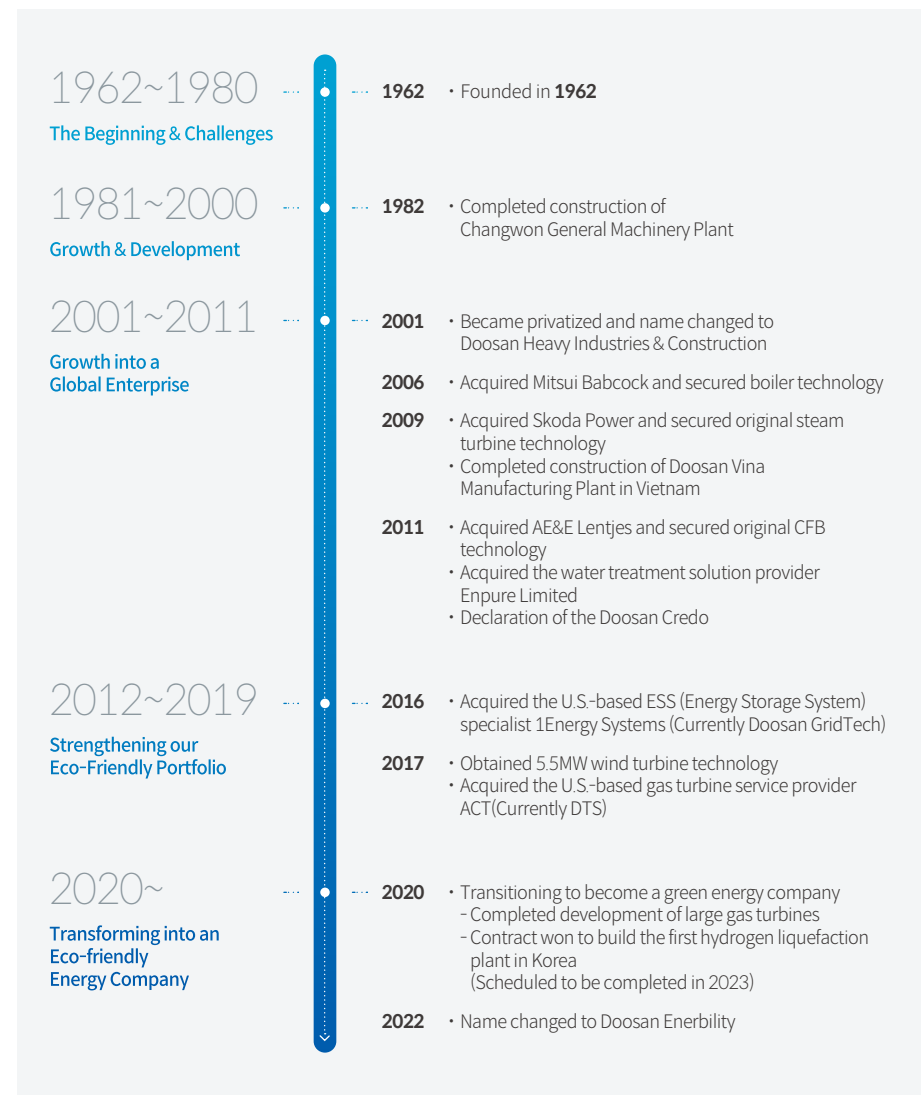 1962~1980
The Beginning & Challenges
1962 · Founded in 1962
1981~2000
Growth & Development
1982 · Completed construction of
Changwon General Machinery Plant
2001~2011
Growth into a
Global Enterprise
2001 · Became privatized and name changed to
Doosan Heavy Industries & Construction
2006 · Acquired Mitsui Babcock and secured boiler technology
2009 · Acquired Skoda Power and secured original steam
turbine technology
· Completed construction of Doosan Vina
Manufacturing Plant in Vietnam
2011 · Acquired AE&E Lentjes and secured original CFB
technology
· Acquired the water treatment solution provider
Enpure Limited
· Declaration of the Doosan Credo
2012~2019
Strengthening our
Eco-Friendly Portfolio
2016 · Acquired the U.S.-based ESS (Energy Storage System)
specialist 1Energy Systems (Currently Doosan GridTech)
2017 · Obtained 5.5MW wind turbine technology
· Acquired the U.S.-based gas turbine service provider
ACT(Currently DTS)
2020~
Transforming into an
Eco-friendly
Energy Company
2020 · Transitioning to become a green energy company
- Completed development of large gas turbines
- Contract won to build the first hydrogen liquefaction
plant in Korea
(Scheduled to be completed in 2023)
2022 · Name changed to Doosan Enerbility